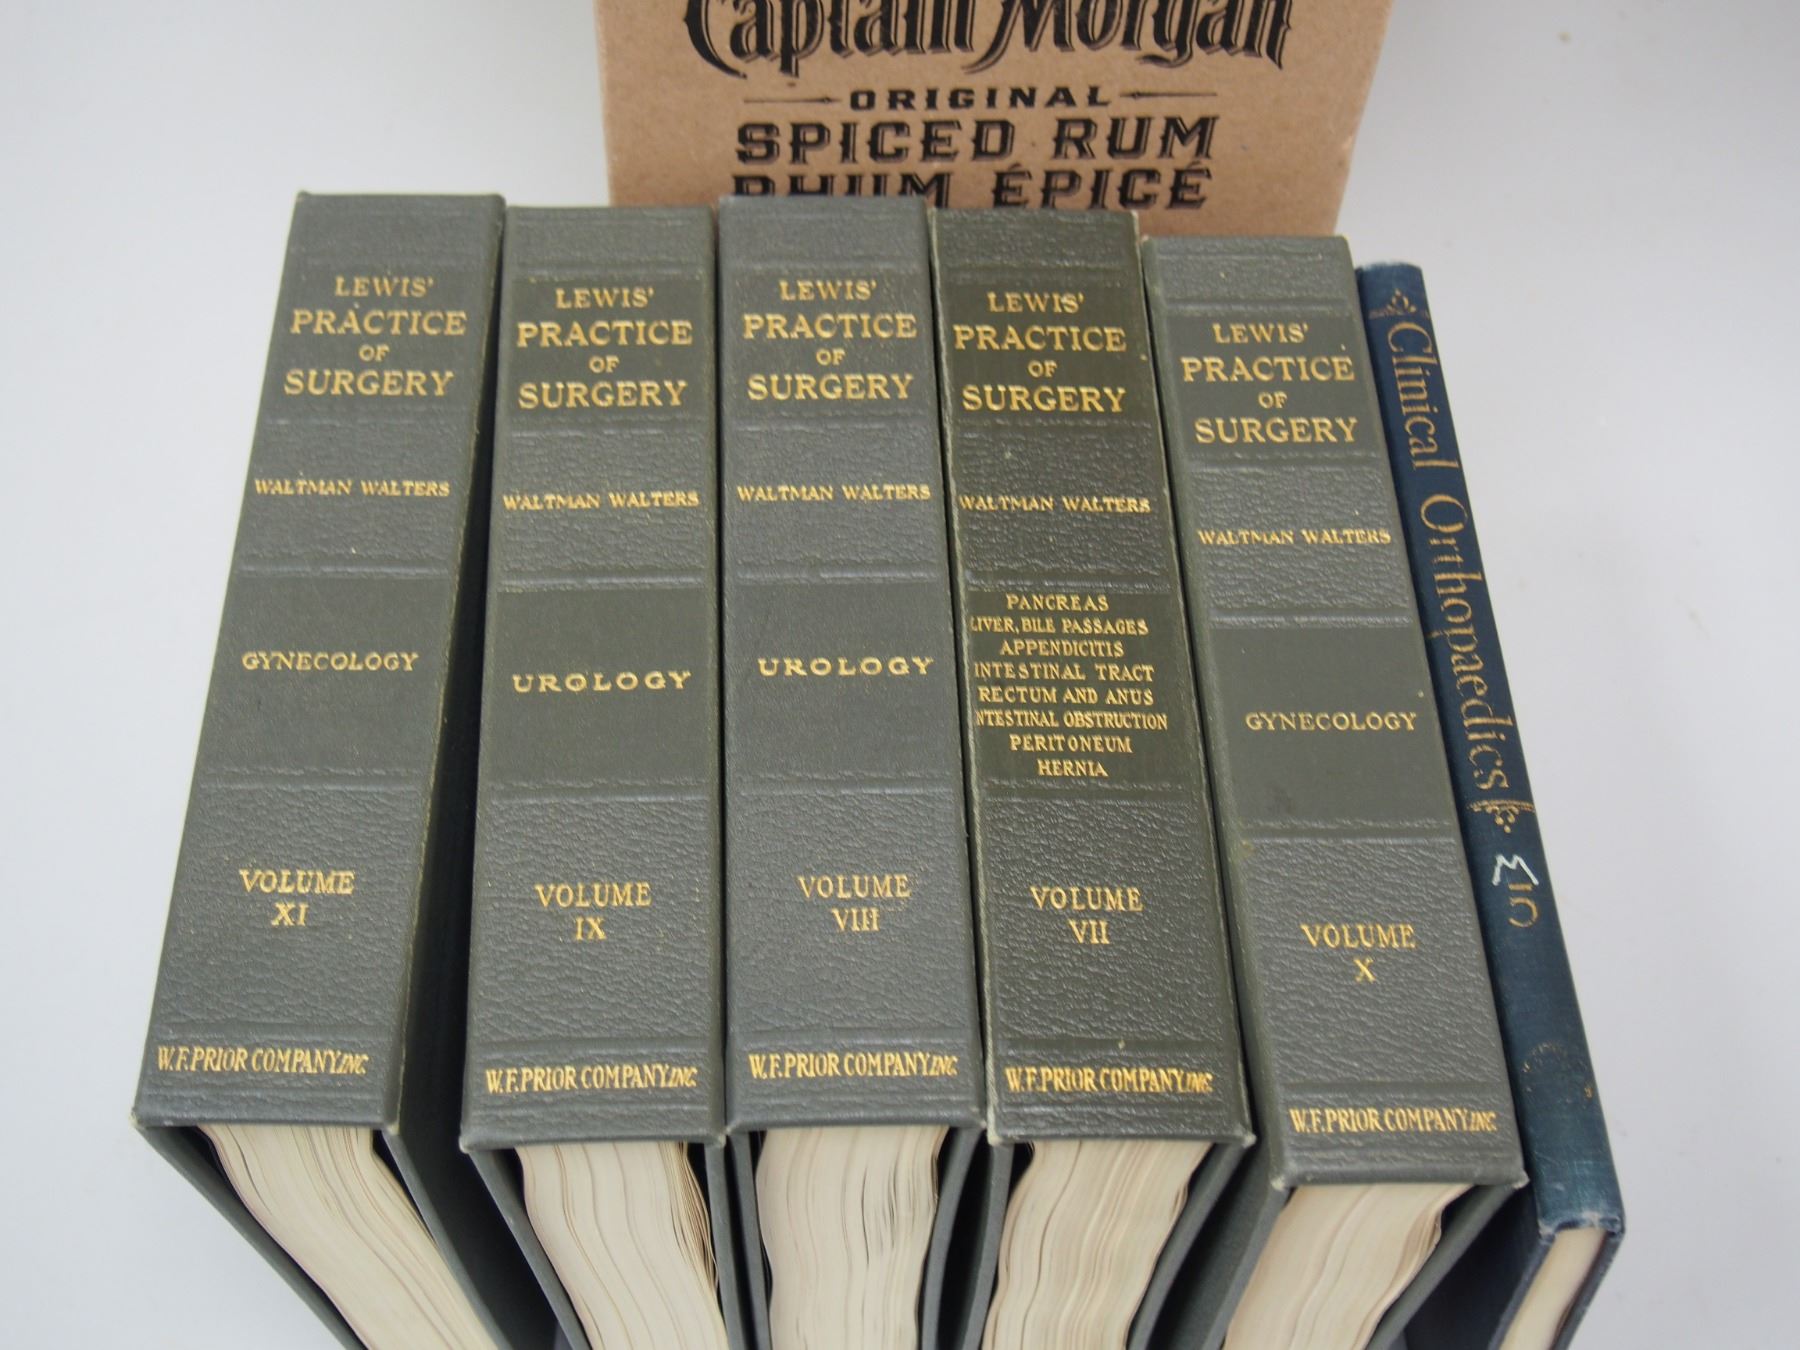 Captain Morgan
ORIGINAL
SPICED RUM
RHUM ÉPICÉ
LEWIS'
PRACTICE
OF
SURGERY
WALTMAN WALTERS
GYNECOLOGY
VOLUME
XI
W.F.PRIOR COMPANY, INC.
LEWIS'
PRACTICE
OF
SURGERY
WALTMAN WALTERS
UROLOGY
VOLUME
IX
W.F.PRIOR COMPANY, INC.
LEWIS'
PRACTICE
OF
SURGERY
WALTMAN WALTERS
UROLOGY
VOLUME
VIII
W.F.PRIOR COMPANY, INC.
LEWIS'
PRACTICE
OF
SURGERY
WALTMAN WALTERS
PANCREAS
LIVER, BILE PASSAGES
APPENDICITIS
INTESTINAL TRACT
RECTUM AND ANUS
INTESTINAL OBSTRUCTION
PERITONEUM
HERNIA
VOLUME
VII
W.F.PRIOR COMPANY, INC.
LEWIS'
PRACTICE
OF
SURGERY
WALTMAN WALTERS
GYNECOLOGY
VOLUME
X
W.F.PRIOR COMPANY, INC.
Clinical Orthopaedics